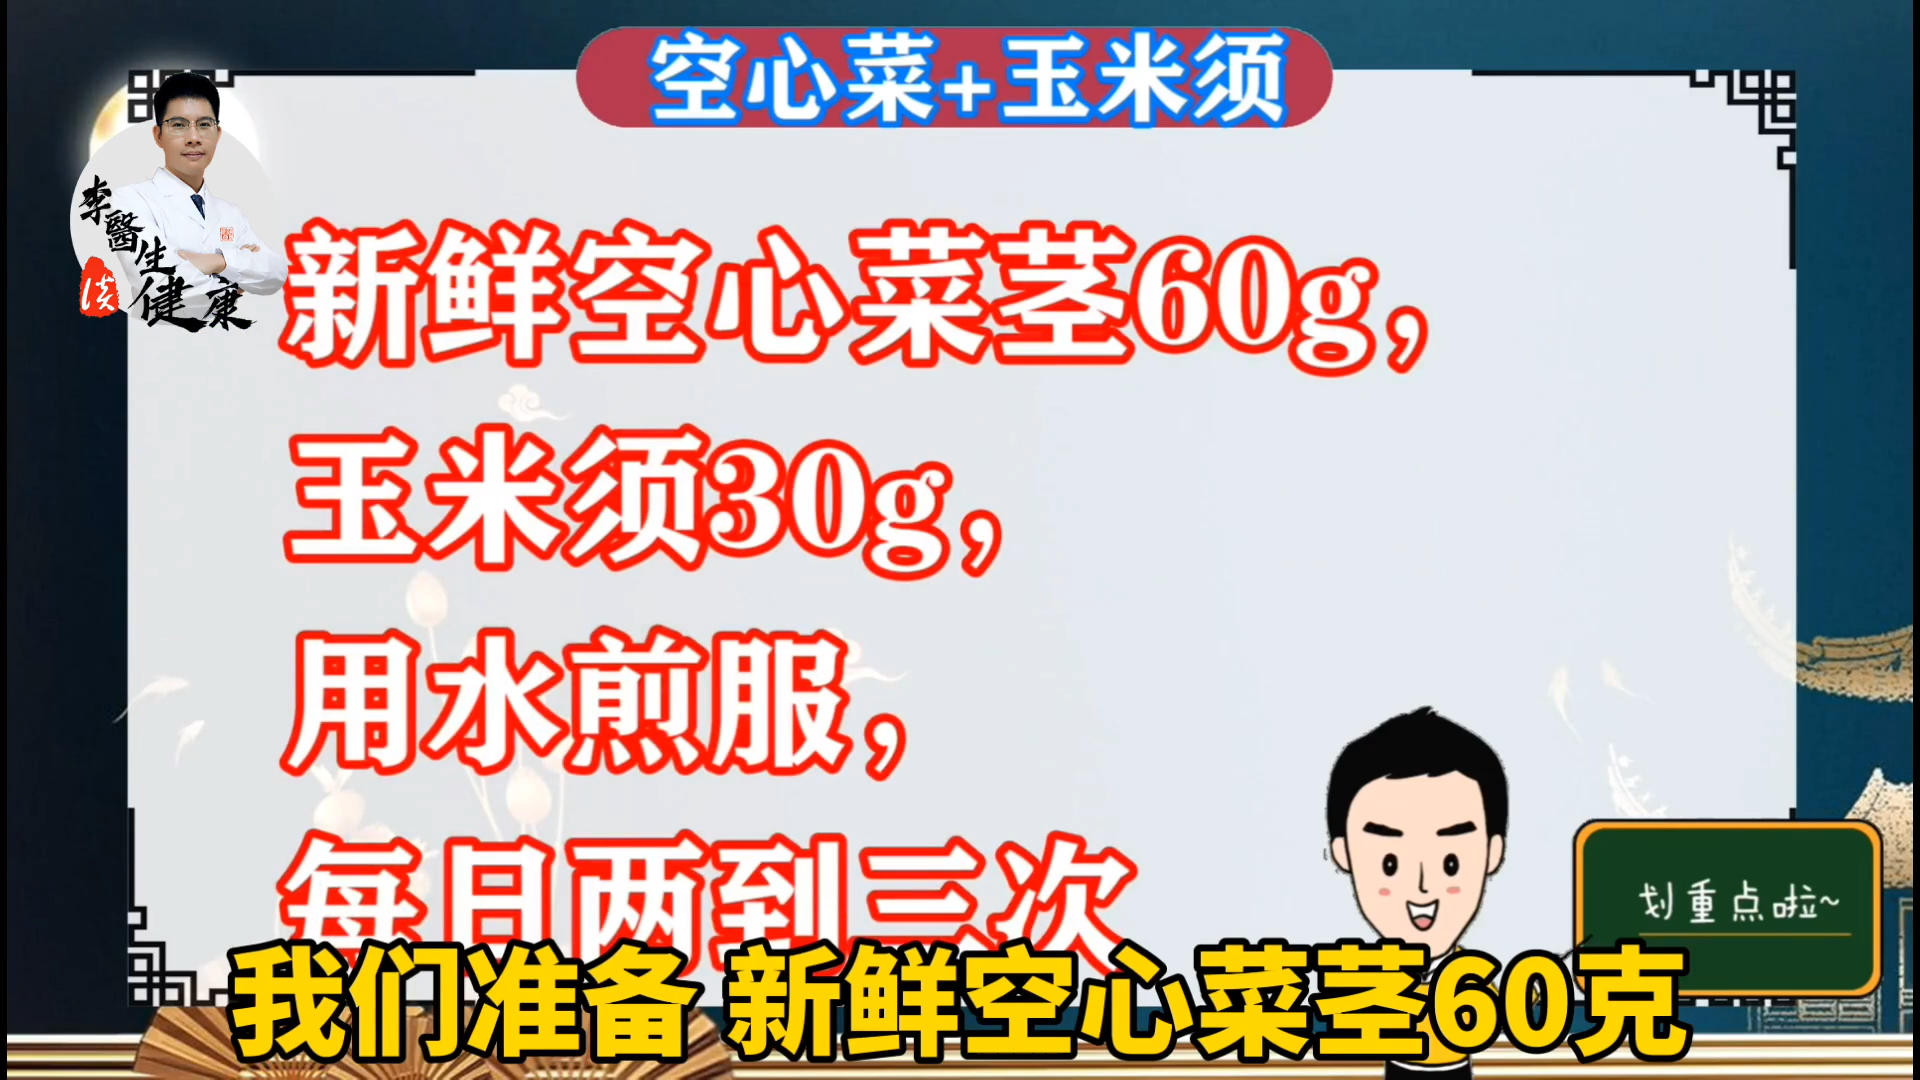 空心菜+玉米须
李醫生
谈健康
新鲜空心菜茎60g，
玉米须30g，
用水煎服，
每日两到三次
划重点啦~
我们准备 新鲜空心菜茎60克